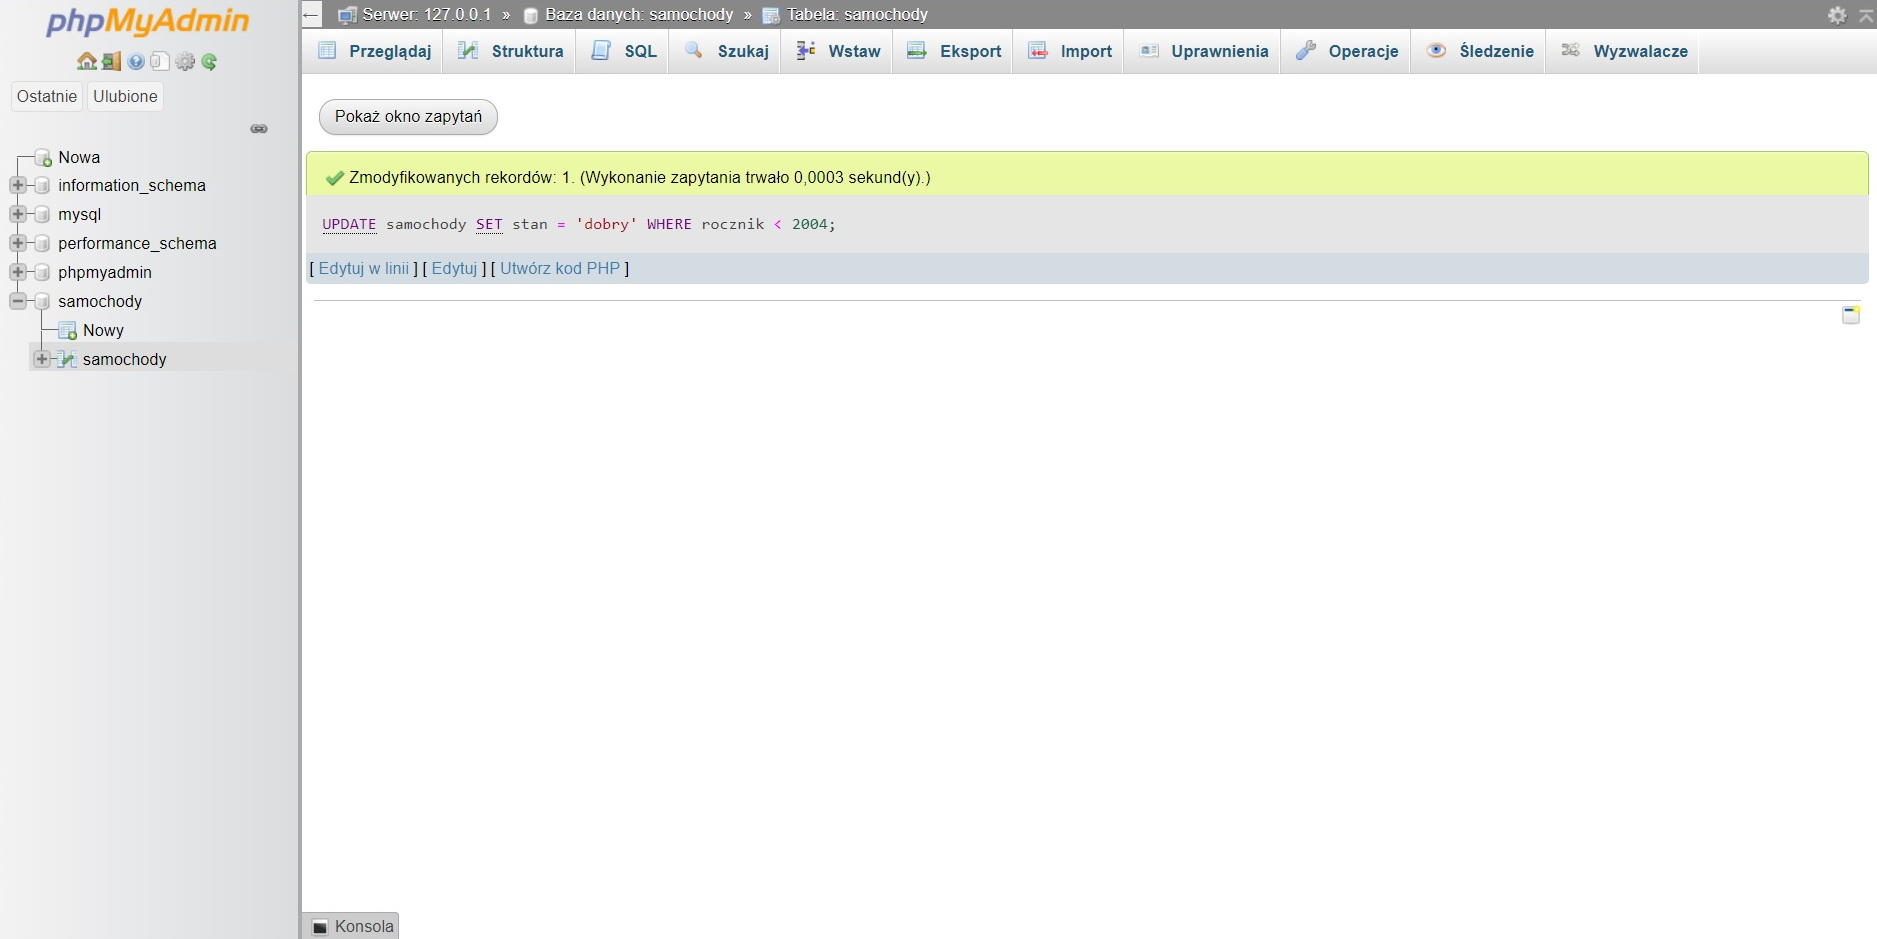 phpMyAdmin
Ostatnie Ulubione
Nowa
information_schema
mysql
performance_schema
phpmyadmin
samochody
Nowy
samochody
Serwer: 127.0.0.1 » Baza danych: samochody » Tabela: samochody
Przeglądaj Struktura SQL Szukaj Wstaw Eksport Import Uprawnienia Operacje Śledzenie Wyzwalacze
Pokaż okno zapytań
Zmodyfikowanych rekordów: 1. (Wykonanie zapytania trwało 0,0003 sekund(y).)
UPDATE samochody SET stan = 'dobry' WHERE rocznik < 2004;
[ Edytuj w linii ] [ Edytuj ] [ Utwórz kod PHP ]
Konsola